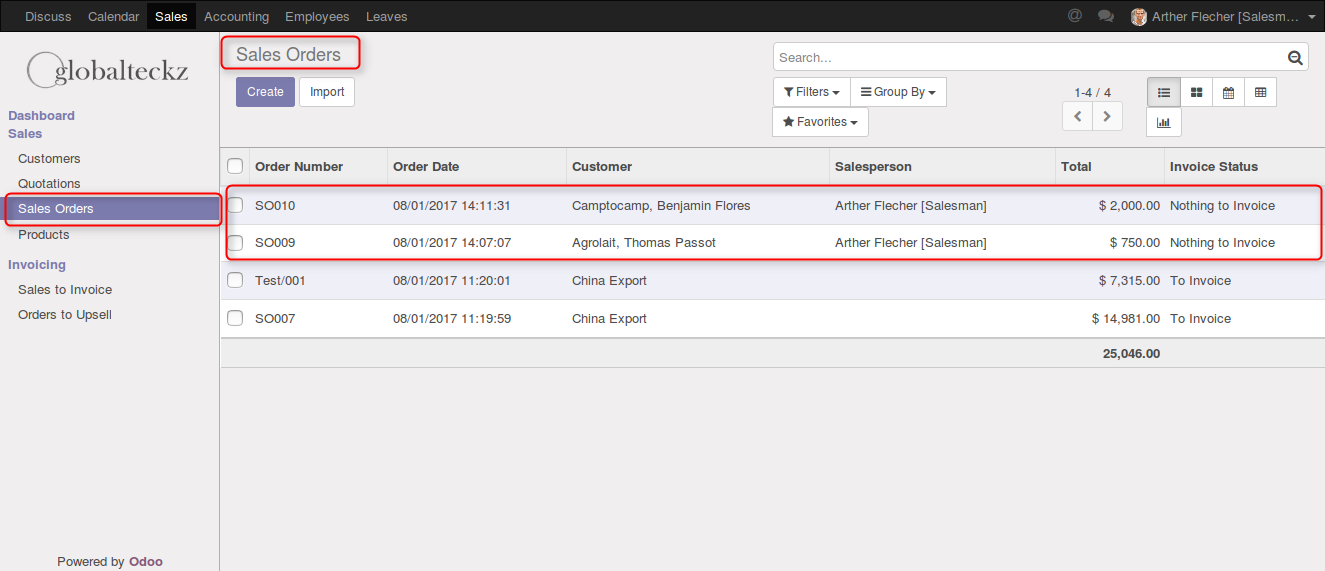 Discuss Calendar Sales Accounting Employees Leaves @ Arther Flecher [Salesm...
globalteckz
Dashboard
Sales
Customers
Quotations
Sales Orders
Products
Invoicing
Sales to Invoice
Orders to Upsell
Powered by Odoo
Sales Orders
Search...
Create Import
Filters Group By
Favorites
1-4 / 4
Order Number Order Date Customer Salesperson Total Invoice Status
SO010 08/01/2017 14:11:31 Camptocamp, Benjamin Flores Arther Flecher [Salesman] $ 2,000.00 Nothing to Invoice
SO009 08/01/2017 14:07:07 Agrolait, Thomas Passot Arther Flecher [Salesman] $ 750.00 Nothing to Invoice
Test/001 08/01/2017 11:20:01 China Export $ 7,315.00 To Invoice
SO007 08/01/2017 11:19:59 China Export $ 14,981.00 To Invoice
25,046.00